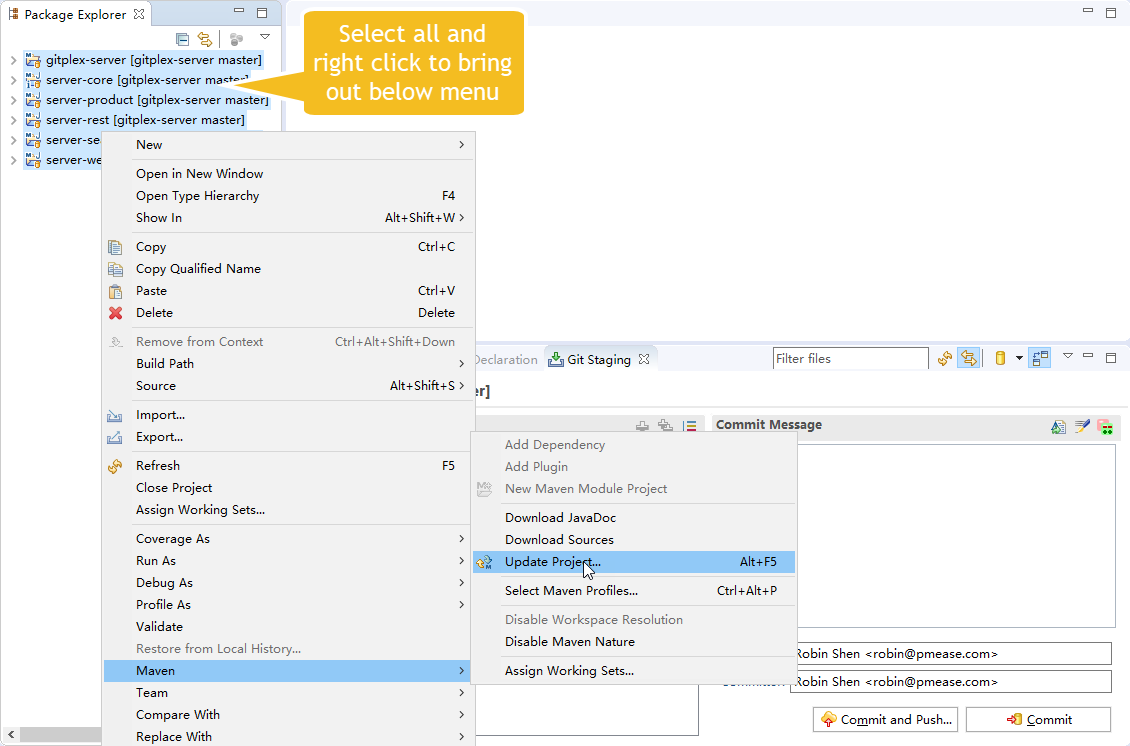 Package Explorer
Select all and
right click to bring
out below menu
gitplex-server [gitplex-server master]
server-core [gitplex-server master]
server-product [gitplex-server master]
server-rest [gitplex-server master]
server-se
server-we
New
Open in New Window
Open Type Hierarchy F4
Show In Alt+Shift+W
Copy Ctrl+C
Copy Qualified Name
Paste Ctrl+V
Delete Delete
Remove from Context Ctrl+Alt+Shift+Down
Build Path
Source Alt+Shift+S
Import...
Export...
Refresh F5
Close Project
Assign Working Sets...
Coverage As
Run As
Debug As
Profile As
Validate
Restore from Local History...
Maven
Team
Compare With
Replace With
Declaration
Git Staging
Filter files
er]
Commit Message
Add Dependency
Add Plugin
New Maven Module Project
Download JavaDoc
Download Sources
Update Project... Alt+F5
Select Maven Profiles... Ctrl+Alt+P
Disable Workspace Resolution
Disable Maven Nature
Assign Working Sets...
Robin Shen <robin@pmease.com>
Robin Shen <robin@pmease.com>
Commit and Push...
Commit